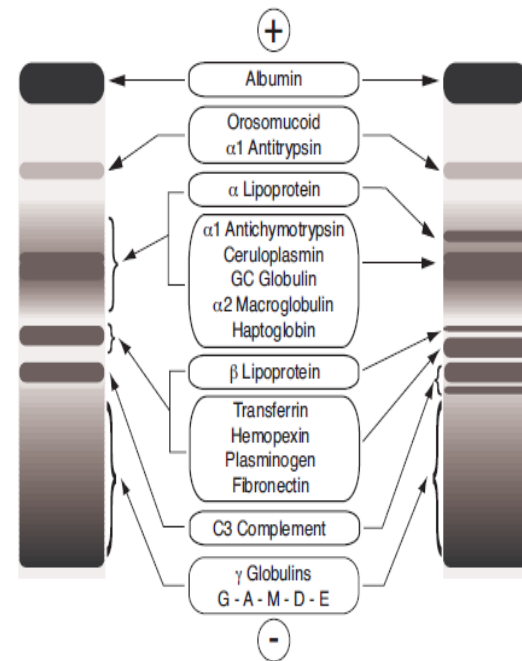 +
Albumin
Orosomucoid
α1 Antitrypsin
α Lipoprotein
α1 Antichymotrypsin
Ceruloplasmin
GC Globulin
α2 Macroglobulin
Haptoglobin
β Lipoprotein
Transferrin
Hemopexin
Plasminogen
Fibronectin
C3 Complement
γ Globulins
G - A - M - D - E
-